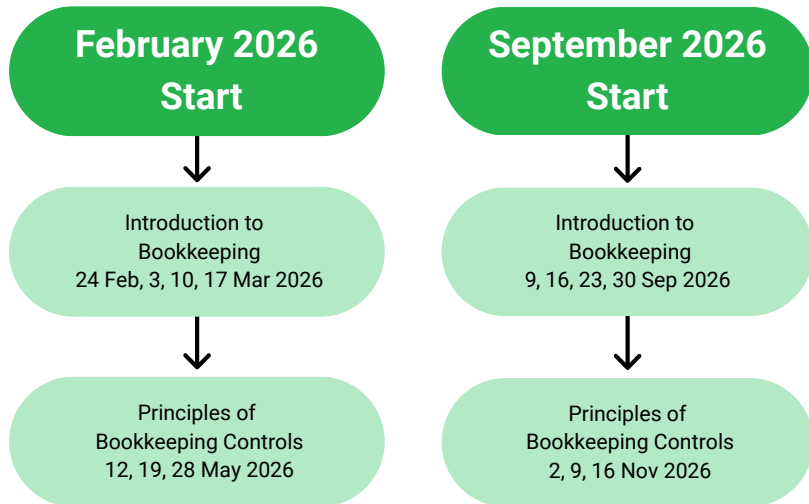 February 2026
Start
Introduction to
Bookkeeping
24 Feb, 3, 10, 17 Mar 2026
Principles of
Bookkeeping Controls
12, 19, 28 May 2026
September 2026
Start
Introduction to
Bookkeeping
9, 16, 23, 30 Sep 2026
Principles of
Bookkeeping Controls
2, 9, 16 Nov 2026